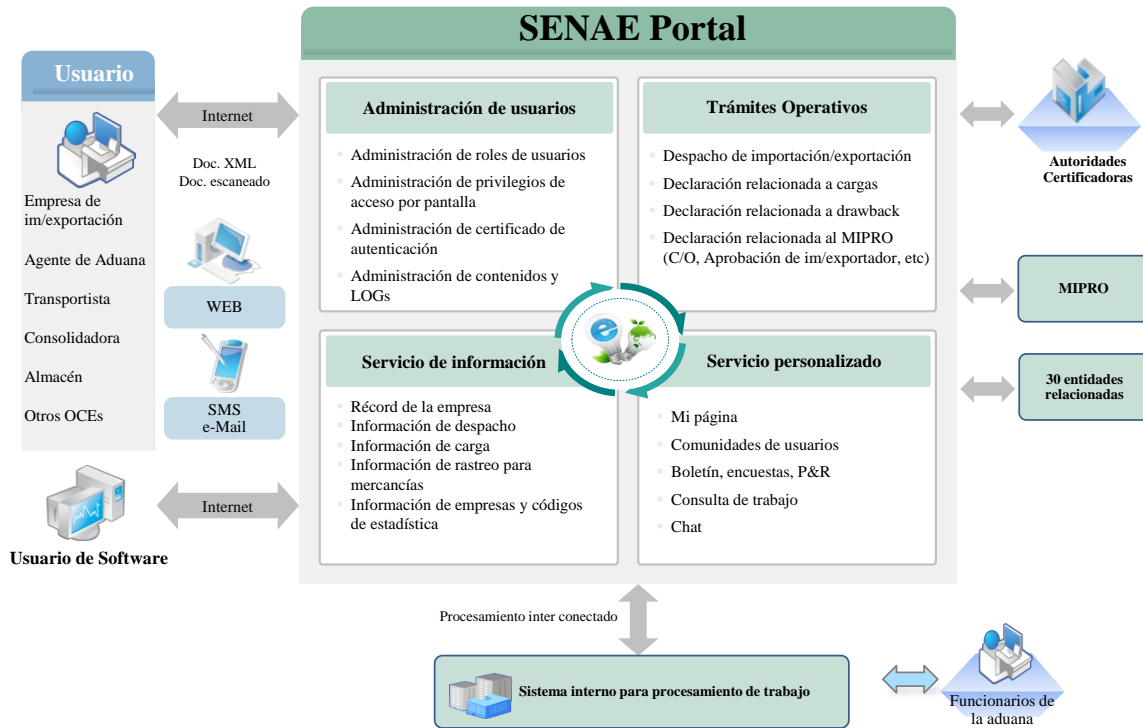 SENAE Portal
Usuario
Internet
Doc. XML
Doc. escaneado
Empresa de
im/exportación
Agente de Aduana
Transportista
Consolidadora
Almacén
Otros OCEs
WEB
SMS
e-Mail
Usuario de Software
Internet
Administración de usuarios
Administración de roles de usuarios
Administración de privilegios de
acceso por pantalla
Administración de certificado de
autenticación
Administración de contenidos y
LOGs
Trámites Operativos
Despacho de importación/exportación
Declaración relacionada a cargas
Declaración relacionada a drawback
Declaración relacionada al MIPRO
(C/O, Aprobación de im/exportador, etc)
Servicio de información
Récord de la empresa
Información de despacho
Información de carga
Información de rastreo para
mercancías
Información de empresas y códigos
de estadística
Servicio personalizado
Mi página
Comunidades de usuarios
Boletín, encuestas, P&R
Consulta de trabajo
Chat
Autoridades
Certificadoras
MIPRO
30 entidades
relacionadas
Procesamiento inter conectado
Sistema interno para procesamiento de trabajo
Funcionarios de
la aduana